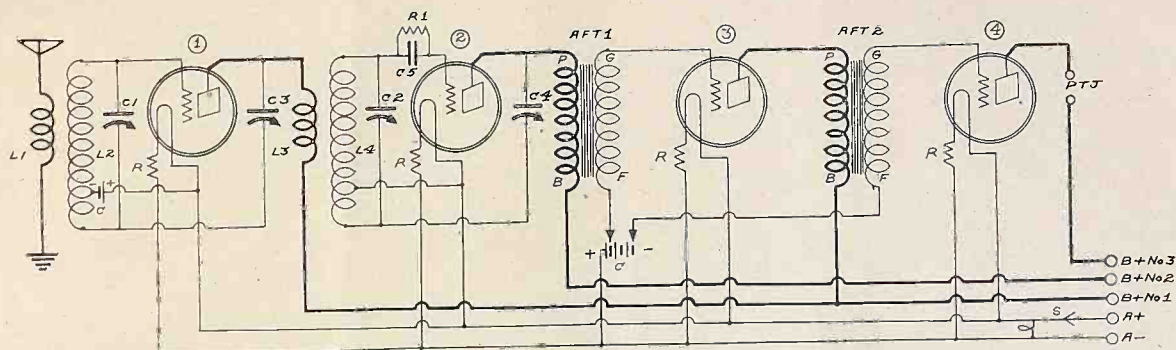 R1
AFT1
AFT2
①
②
③
④
C5
P
G
P
G
PTJ
C1
C3
C2
C4
L1
L2
L3
L4
R
R
R
R
- +
C
B
F
B
F
+ -
C
B+No3
B+No2
B+No1
S
A+
A-